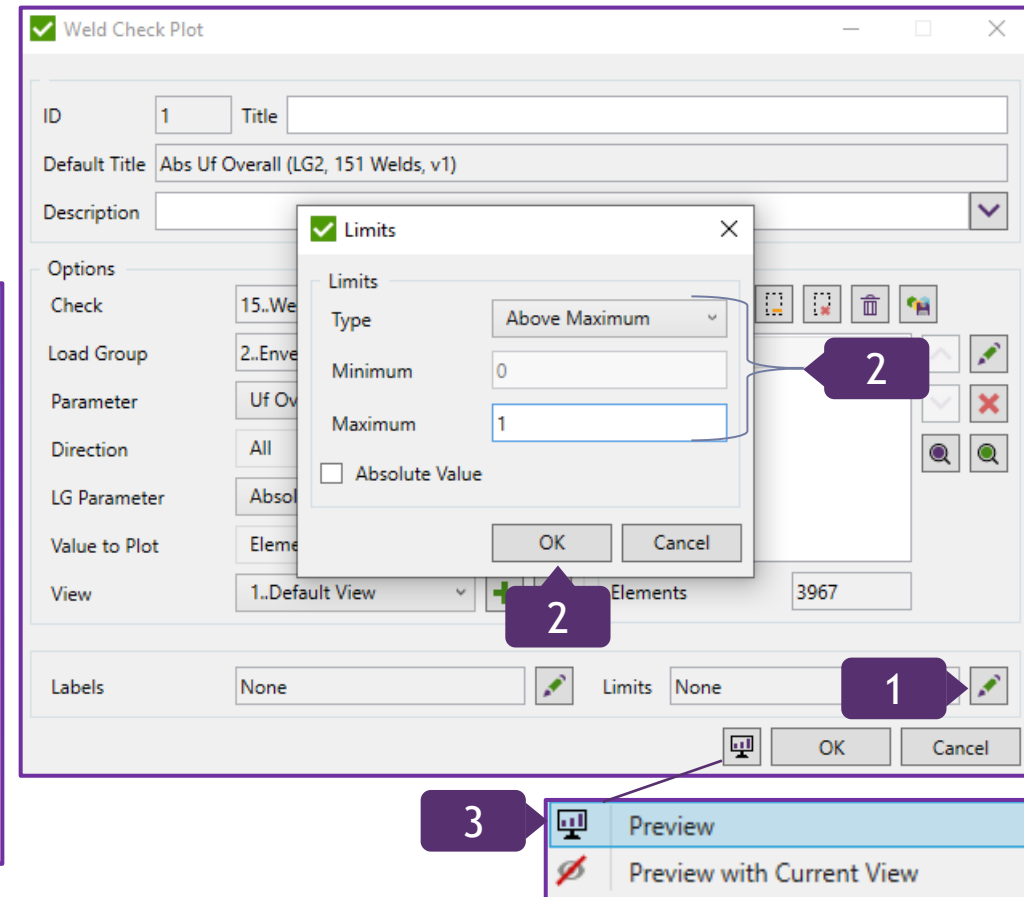 Weld Check Plot
ID 1 Title
Default Title Abs Uf Overall (LG2, 151 Welds, v1)
Description
Limits
Options
Limits
Check 15..We
Type Above Maximum
Load Group 2..Enve
2
Minimum 0
Parameter Uf Ov
Maximum 1
Direction All
Absolute Value
LG Parameter Absol
OK Cancel
Value to Plot Eleme
View 1..Default View Elements 3967
2
Labels None Limits None 1
OK Cancel
3 Preview
Preview with Current View